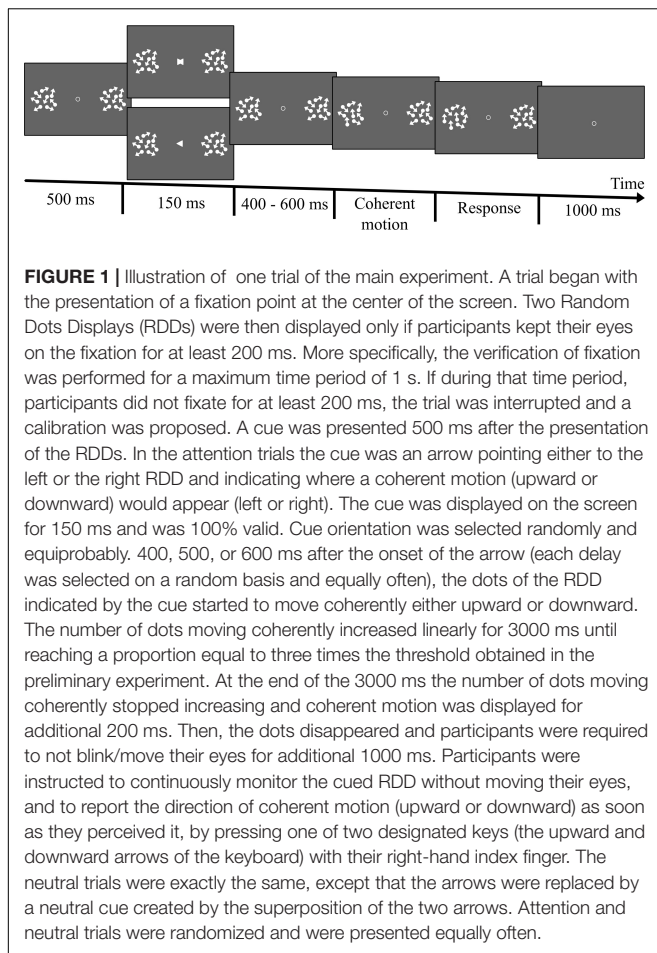 Time
500 ms
150 ms
400 - 600 ms
Coherent
motion
Response
1000 ms
FIGURE 1 | Illustration of one trial of the main experiment. A trial began with
the presentation of a fixation point at the center of the screen. Two Random
Dots Displays (RDDs) were then displayed only if participants kept their eyes
on the fixation for at least 200 ms. More specifically, the verification of fixation
was performed for a maximum time period of 1 s. If during that time period,
participants did not fixate for at least 200 ms, the trial was interrupted and a
calibration was proposed. A cue was presented 500 ms after the presentation
of the RDDs. In the attention trials the cue was an arrow pointing either to the
left or the right RDD and indicating where a coherent motion (upward or
downward) would appear (left or right). The cue was displayed on the screen
for 150 ms and was 100% valid. Cue orientation was selected randomly and
equiprobably. 400, 500, or 600 ms after the onset of the arrow (each delay
was selected on a random basis and equally often), the dots of the RDD
indicated by the cue started to move coherently either upward or downward.
The number of dots moving coherently increased linearly for 3000 ms until
reaching a proportion equal to three times the threshold obtained in the
preliminary experiment. At the end of the 3000 ms the number of dots moving
coherently stopped increasing and coherent motion was displayed for
additional 200 ms. Then, the dots disappeared and participants were required
to not blink/move their eyes for additional 1000 ms. Participants were
instructed to continuously monitor the cued RDD without moving their eyes,
and to report the direction of coherent motion (upward or downward) as soon
as they perceived it, by pressing one of two designated keys (the upward and
downward arrows of the keyboard) with their right-hand index finger. The
neutral trials were exactly the same, except that the arrows were replaced by
a neutral cue created by the superposition of the two arrows. Attention and
neutral trials were randomized and were presented equally often.